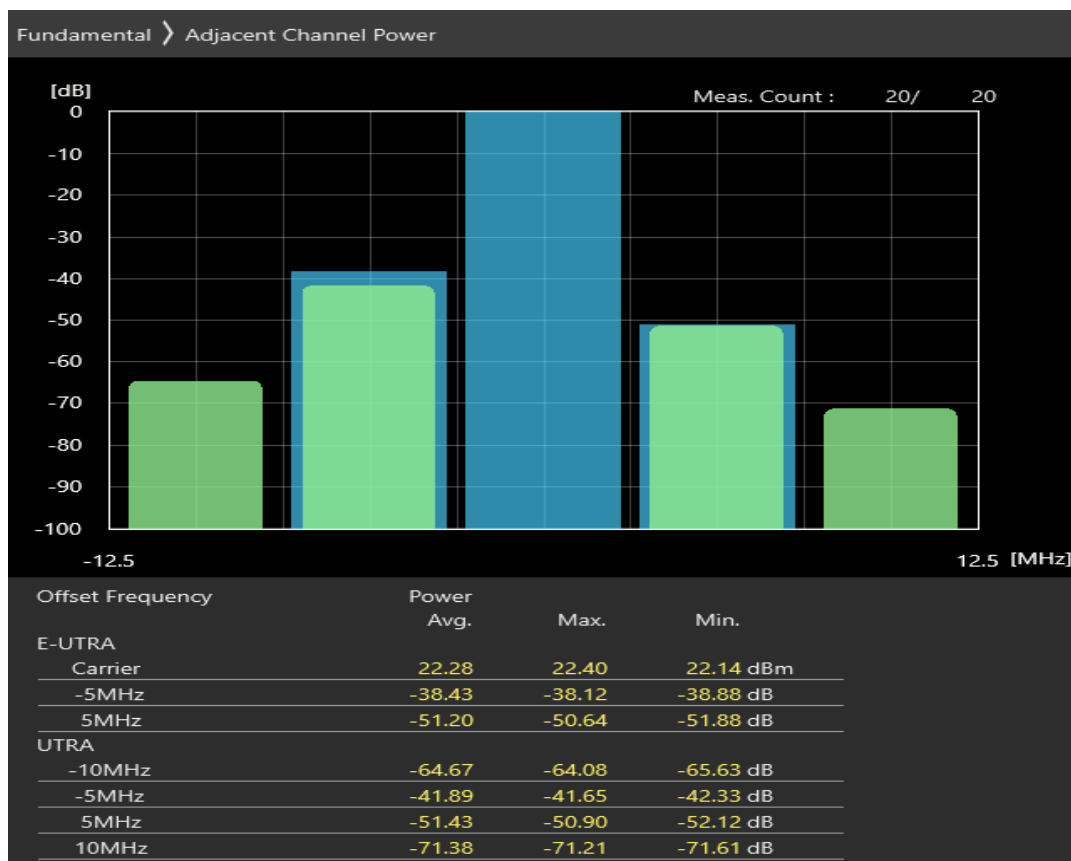 Fundamental 〉 Adjacent Channel Power
[dB]
Meas. Count : 20/ 20
0
-10
-20
-30
-40
-50
-60
-70
-80
-90
-100
-12.5 12.5 [MHz]
Offset Frequency Power
Avg. Max. Min.
E-UTRA
Carrier 22.28 22.40 22.14 dBm
-5MHz -38.43 -38.12 -38.88 dB
5MHz -51.20 -50.64 -51.88 dB
UTRA
-10MHz -64.67 -64.08 -65.63 dB
-5MHz -41.89 -41.65 -42.33 dB
5MHz -51.43 -50.90 -52.12 dB
10MHz -71.38 -71.21 -71.61 dB